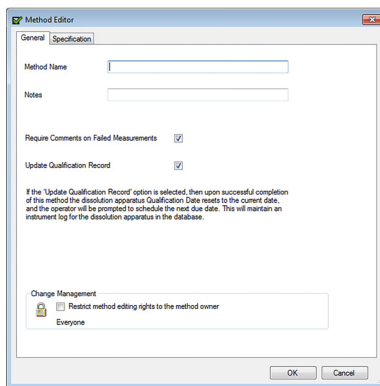 Method Editor
General Specification
Method Name
Notes
Require Comments on Failed Measurements
Update Qualification Record
If the 'Update Qualification Record' option is selected, then upon successful completion
of this method the dissolution apparatus Qualification Date resets to the current date,
and the operator will be prompted to schedule the next due date. This will maintain an
instrument log for the dissolution apparatus in the database.
Change Management
Restrict method editing rights to the method owner
Everyone
OK Cancel